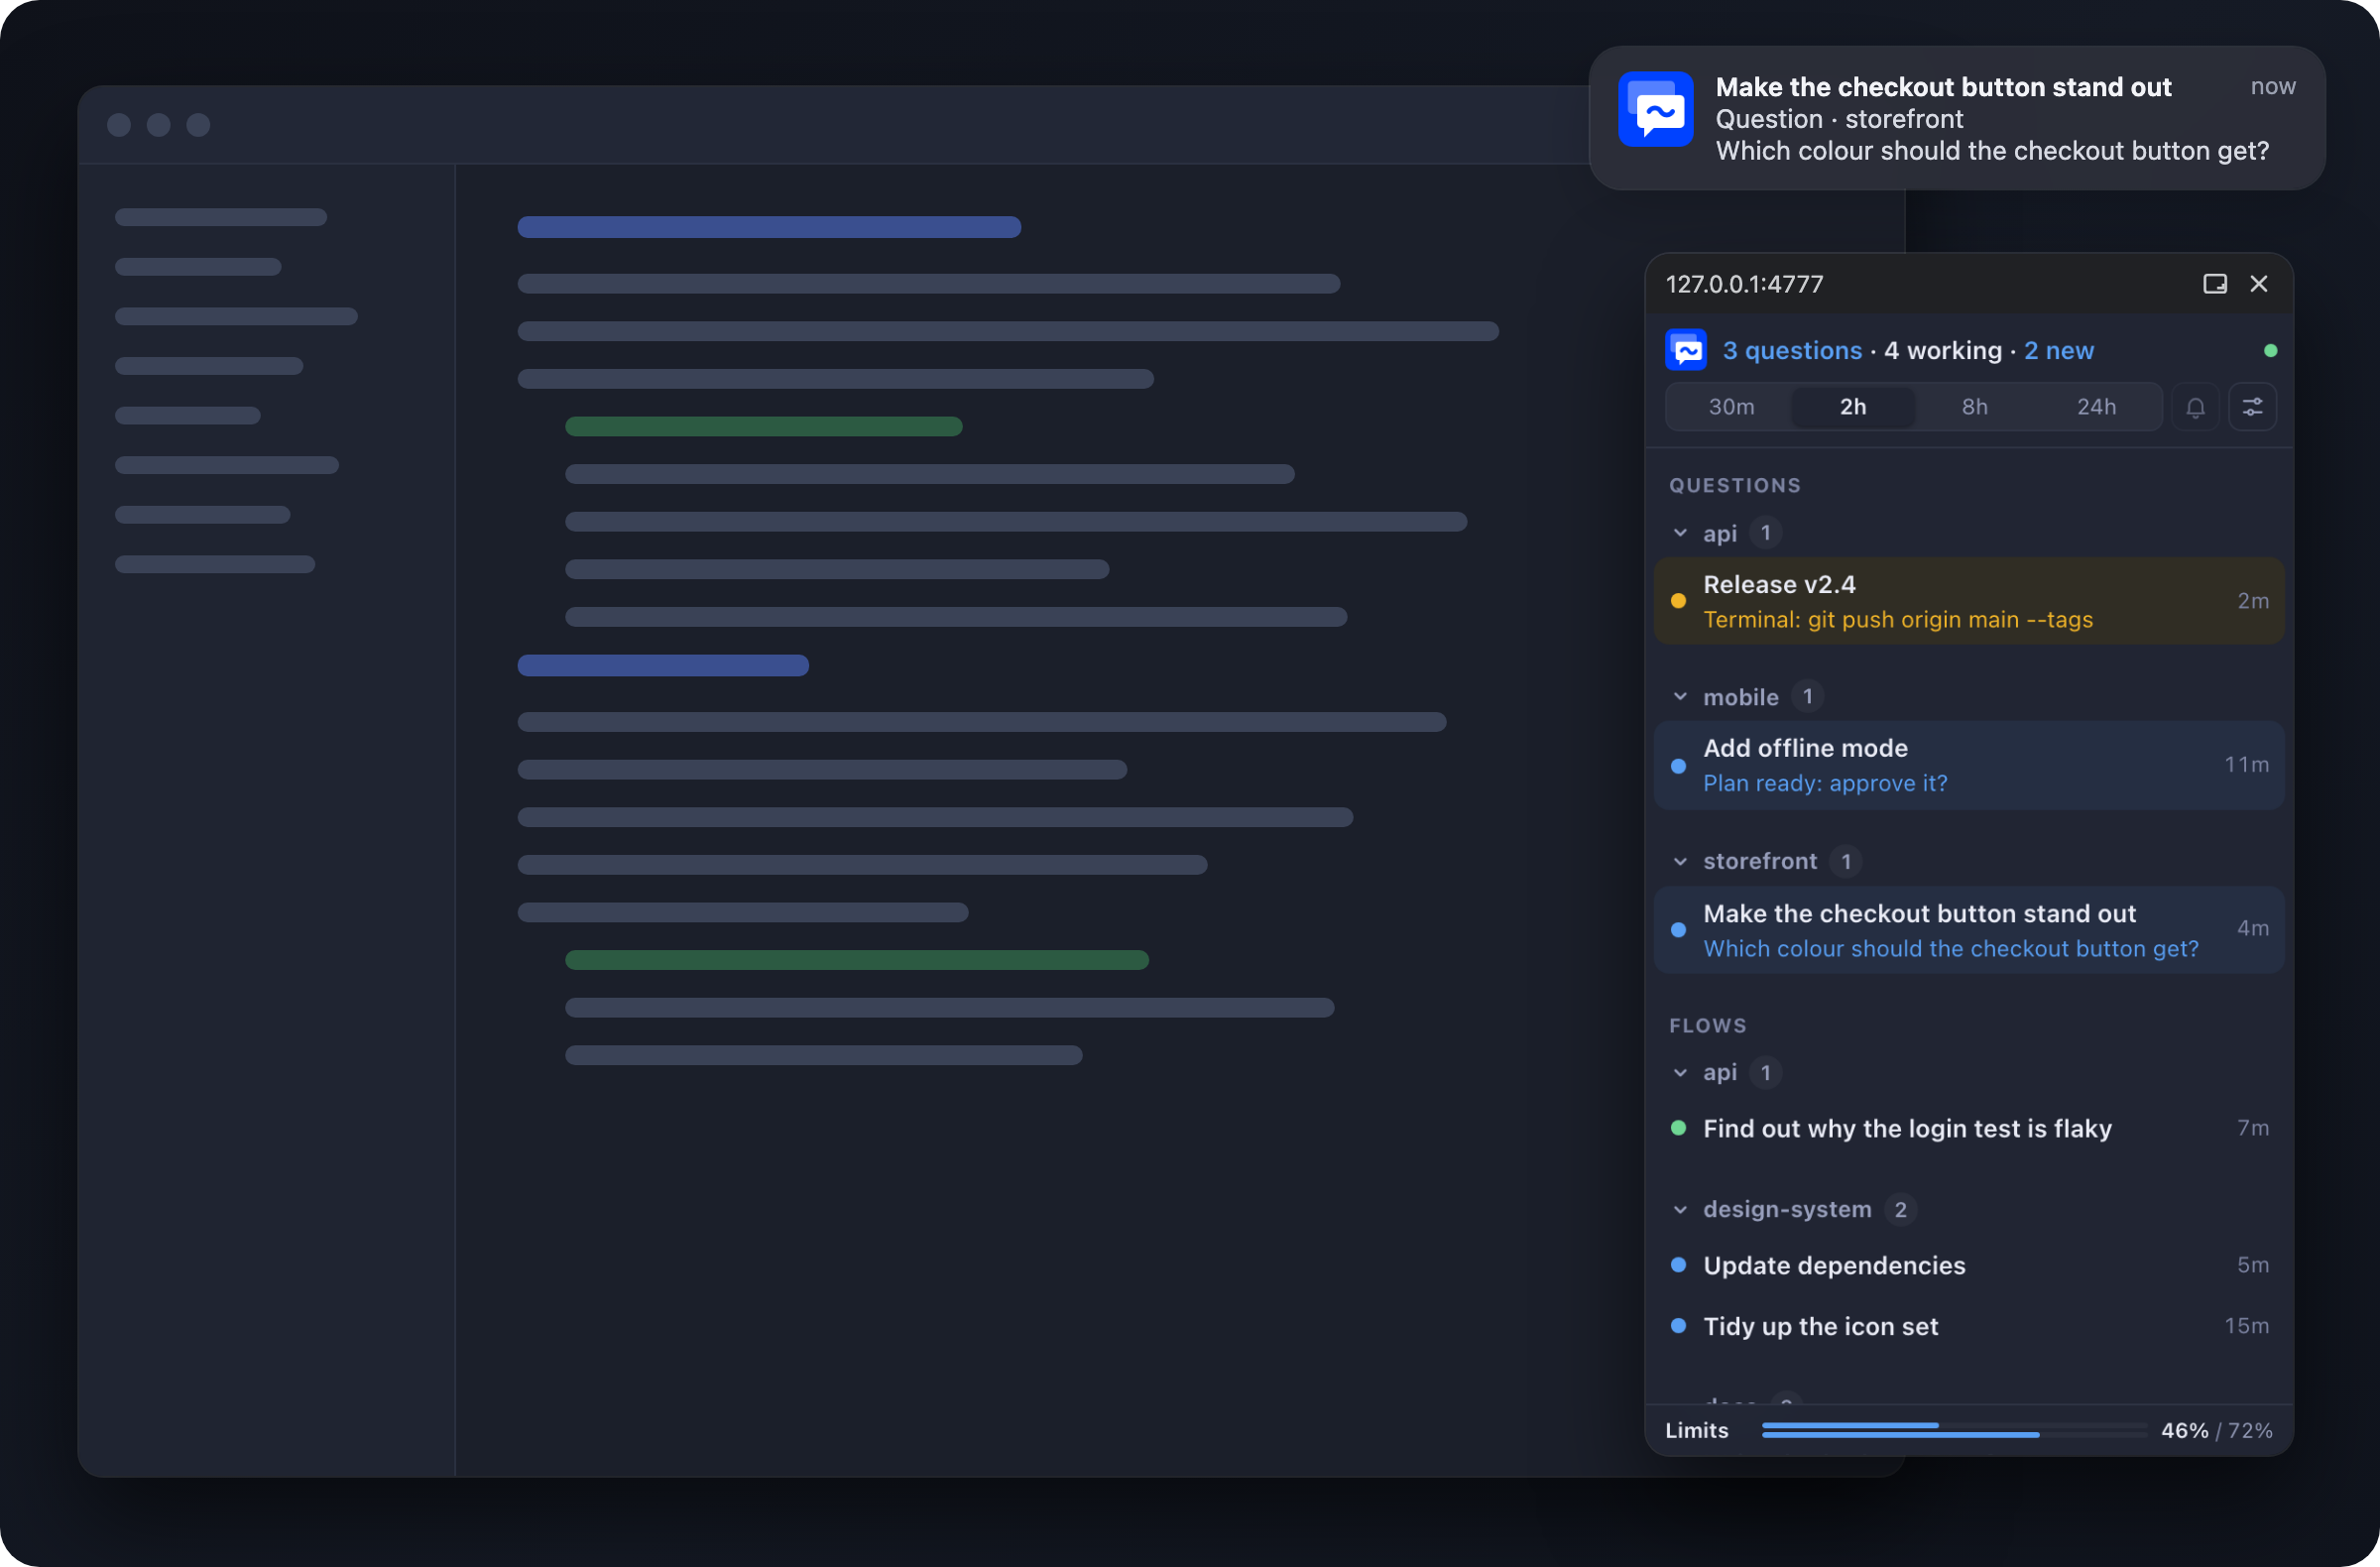 Make the checkout button stand out now
Question · storefront
Which colour should the checkout button get?
127.0.0.1:4777
3 questions · 4 working · 2 new
30m 2h 8h 24h
QUESTIONS
api 1
Release v2.4
Terminal: git push origin main --tags
2m
mobile 1
Add offline mode
Plan ready: approve it?
11m
storefront 1
Make the checkout button stand out
Which colour should the checkout button get?
4m
FLOWS
api 1
Find out why the login test is flaky 7m
design-system 2
Update dependencies 5m
Tidy up the icon set 15m
Limits 46% / 72%